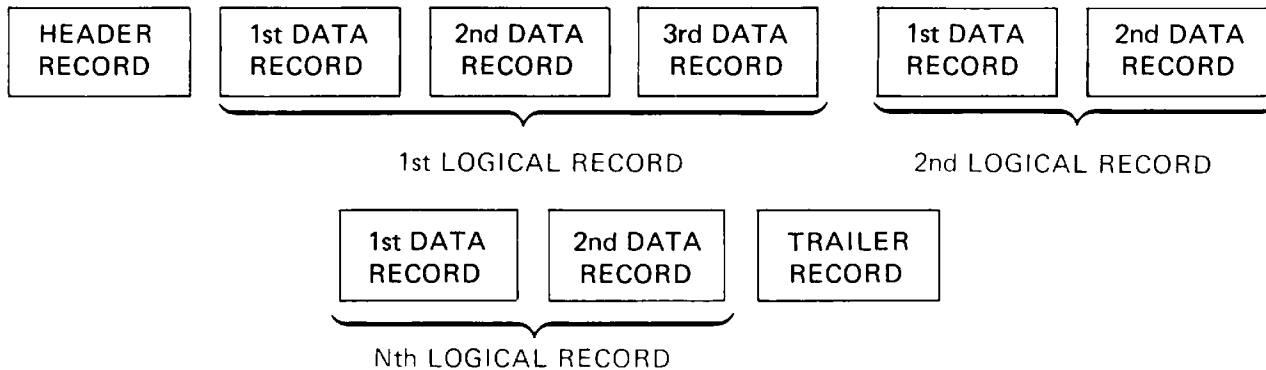 HEADER
RECORD
1st DATA
RECORD
2nd DATA
RECORD
3rd DATA
RECORD
1st DATA
RECORD
2nd DATA
RECORD
1st LOGICAL RECORD
2nd LOGICAL RECORD
1st DATA
RECORD
2nd DATA
RECORD
TRAILER
RECORD
Nth LOGICAL RECORD